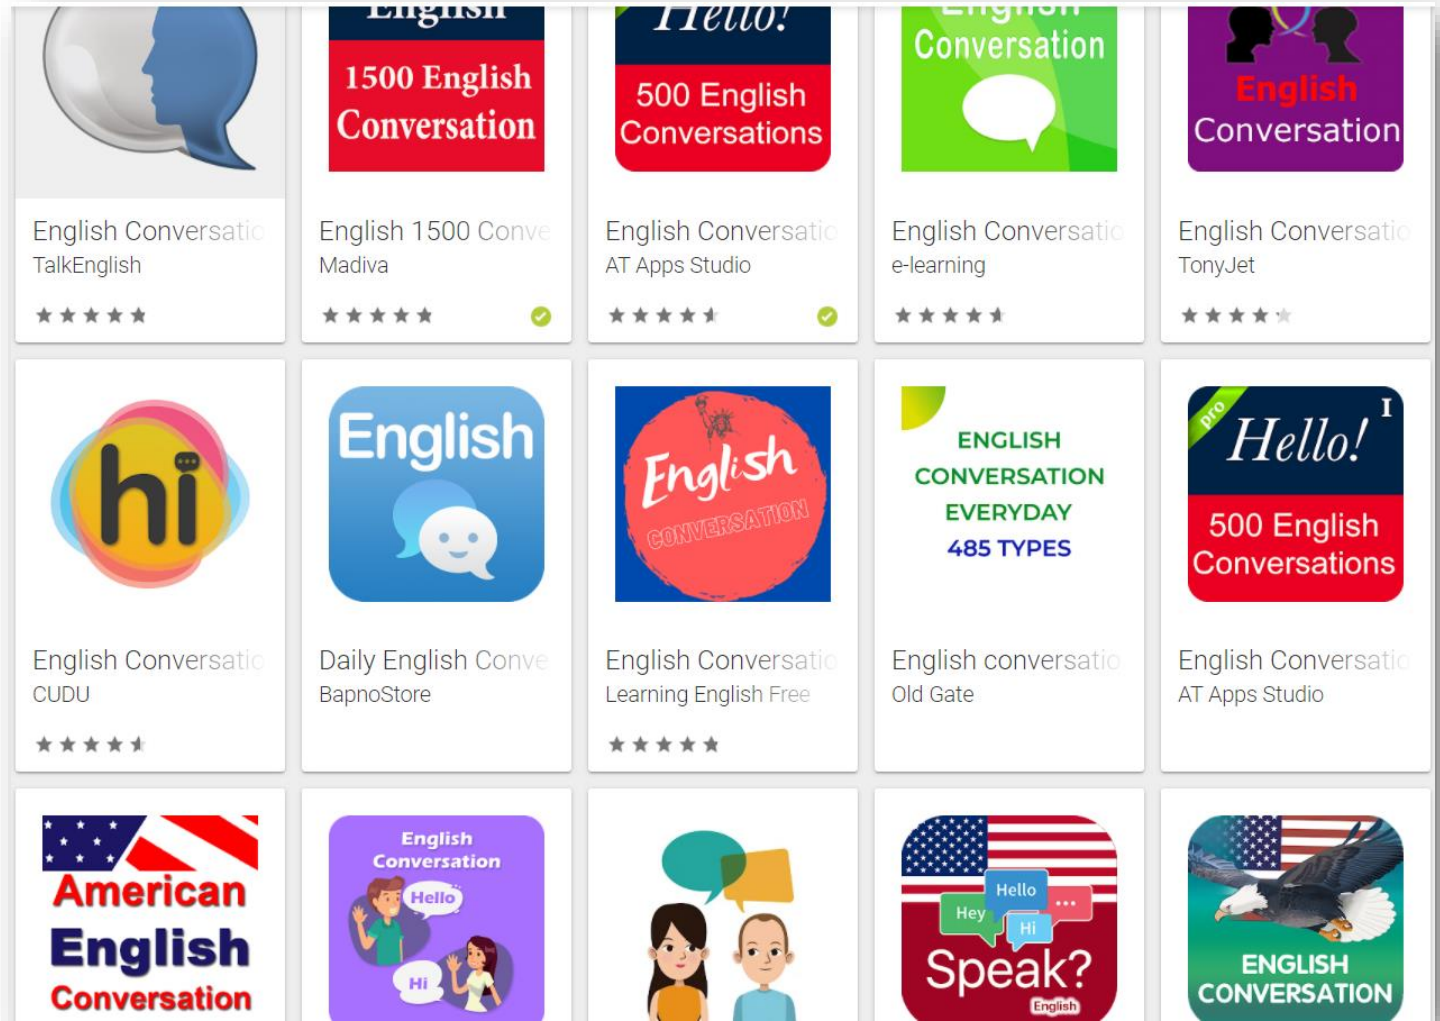 English
1500 English
Conversation
Hello!
500 English
Conversations
English
Conversation
English
Conversation
English Conversatio
TalkEnglish
English 1500 Conve
Madiva
English Conversatio
AT Apps Studio
English Conversatio
e-learning
English Conversatio
TonyJet
hi
English
English
CONVERSATION
ENGLISH
CONVERSATION
EVERYDAY
485 TYPES
pro
I
Hello!
500 English
Conversations
English Conversatio
CUDU
Daily English Conve
BapnoStore
English Conversatio
Learning English Free
English conversatio
Old Gate
English Conversatio
AT Apps Studio
American
English
Conversation
English
Conversation
Hello
Hi
Hello
Hey
...
Hi
Speak?
English
ENGLISH
CONVERSATION